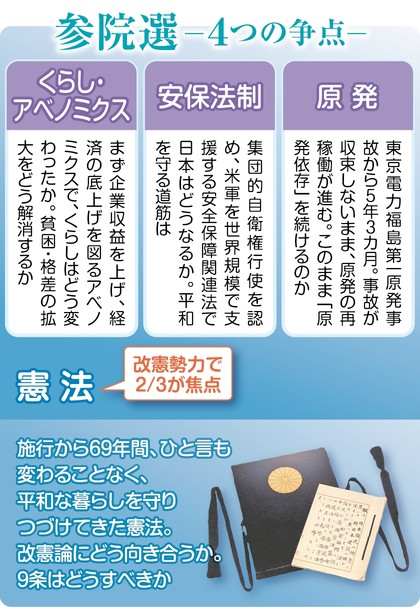 参院選―4つの争点―
原発
東京電力福島第一原発事
故から5年3カ月。事故が
収束しないまま、原発の再
稼働が進む。このまま「原
発依存」を続けるのか
安保法制
集団的自衛権行使を認
め、米軍を世界規模で支
援する安全保障関連法で
日本はどうなるか。平和
を守る道筋は
くらし・
アベノミクス
まず企業収益を上げ、経
済の底上げを図るアベノ
ミクスで、くらしはどう変
わったか。貧困・格差の拡
大をどう解消するか
憲法
改憲勢力で
2/3が焦点
施行から69年間、ひと言も
変わることなく、
平和な暮らしを守り
つづけてきた憲法。
改憲論にどう向き合うか。
9条はどうすべきか